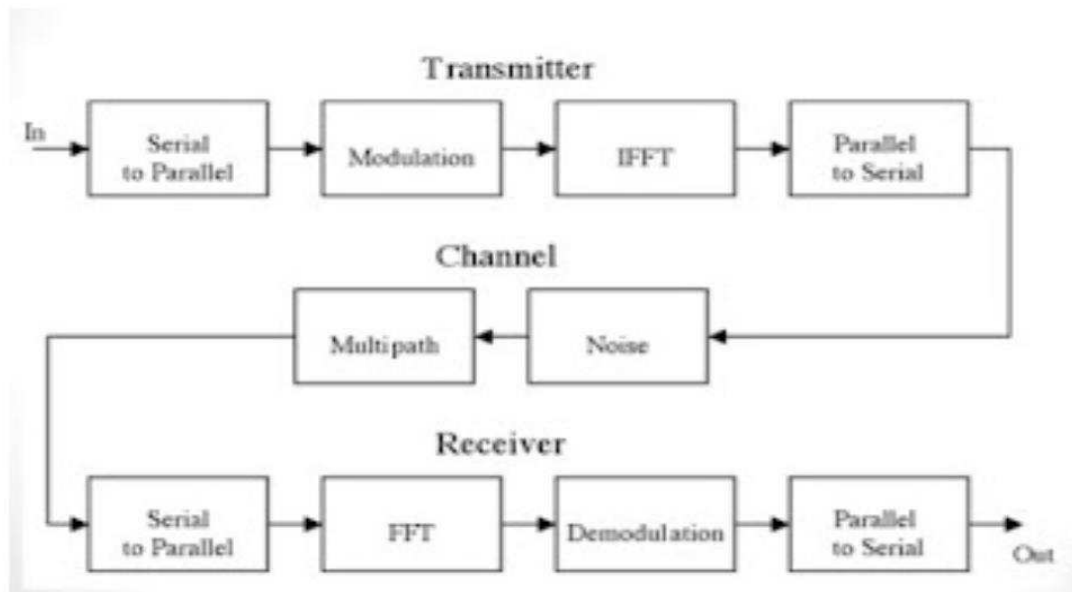 Transmitter
In
Serial
to Parallel
Modulation
IFFT
Parallel
to Serial
Channel
Multipath
Noise
Receiver
Serial
to Parallel
FFT
Demodulation
Parallel
to Serial
Out